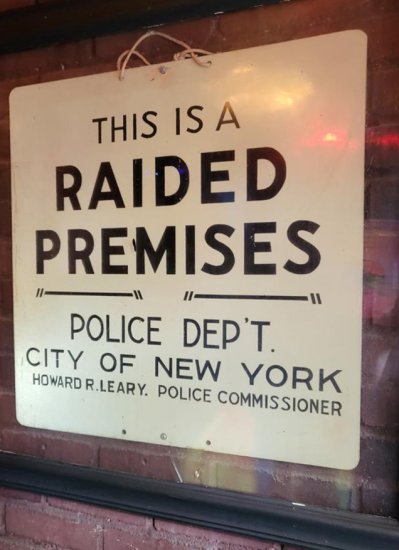 THIS IS A
RAIDED
PREMISES
POLICE DEP'T.
CITY OF NEW YORK
HOWARD R. LEARY. POLICE COMMISSIONER